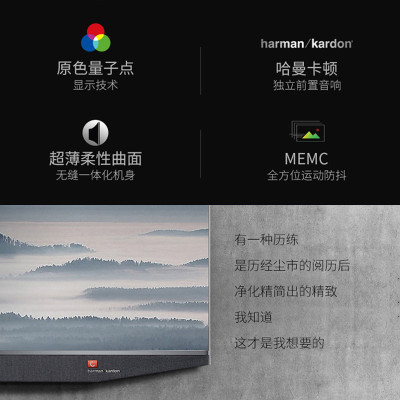 原色量子点
显示技术
harman/kardon
哈曼卡顿
独立前置音响
超薄柔性曲面
无缝一体化机身
MEMC
全方位运动防抖
有一种历练
是历经尘市的阅历后
净化精简出的精致
我知道
这才是我想要的
harman kardon